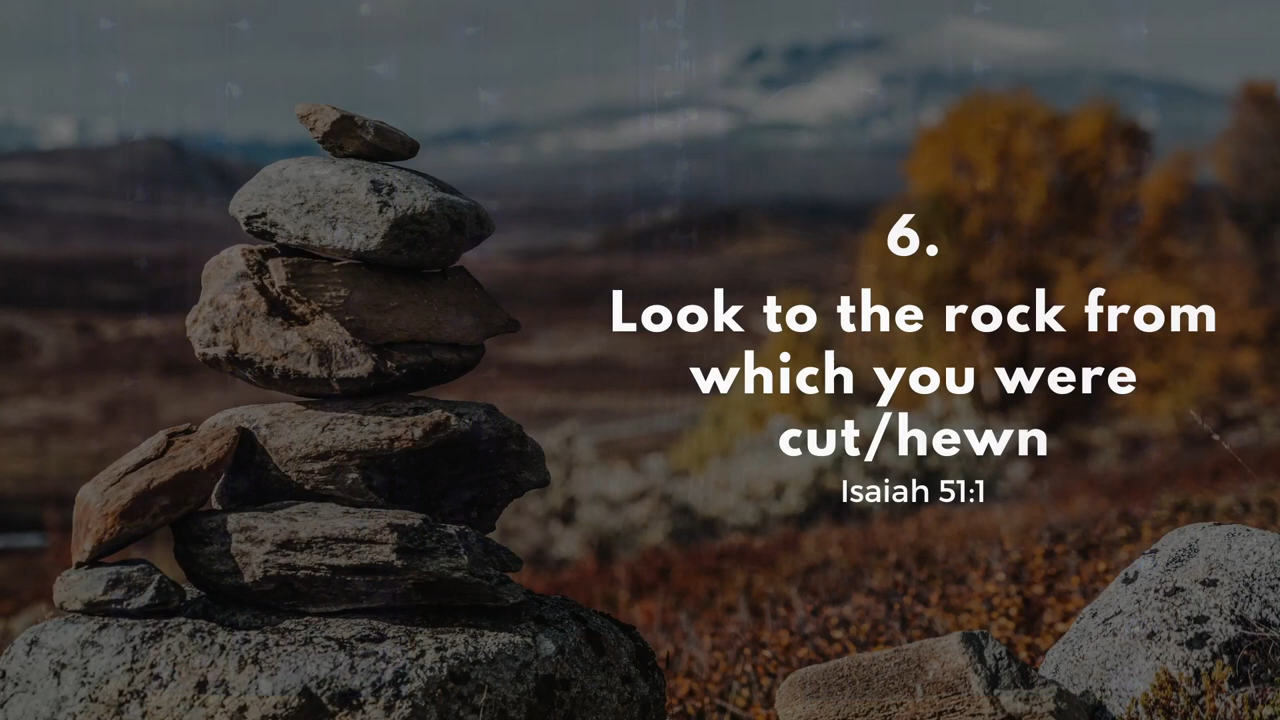 6.
Look to the rock from
which you were
cut/hewn
Isaiah 51:1